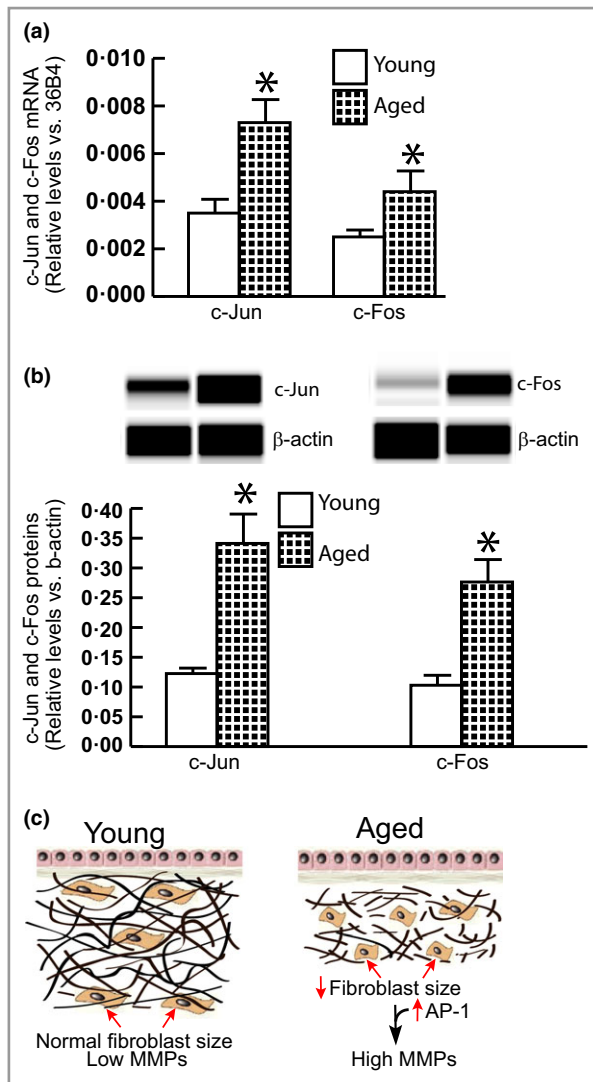 (a)
c-Jun and c-Fos mRNA
(Relative levels vs. 36B4)
0·010
0·008
0·006
0·004
0·002
0·000
*
*
Young
Aged
c-Jun
c-Fos
(b)
c-Jun
β-actin
c-Fos
β-actin
c-Jun and c-Fos proteins
(Relative levels vs. b-actin)
0·40
0·35
0·30
0·25
0·20
0·15
0·10
0·05
0·00
*
*
Young
Aged
c-Jun
c-Fos
(c)
Young
Normal fibroblast size
Low MMPs
Aged
Fibroblast size
AP-1
High MMPs